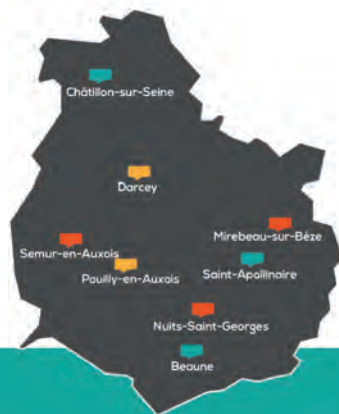 Châtillon-sur-Seine
Darcey
Mirebeau-sur-Bèze
Semur-en-Auxois
Saint-Apollinaire
Pouilly-en-Auxois
Nuits-Saint-Georges
Beaune